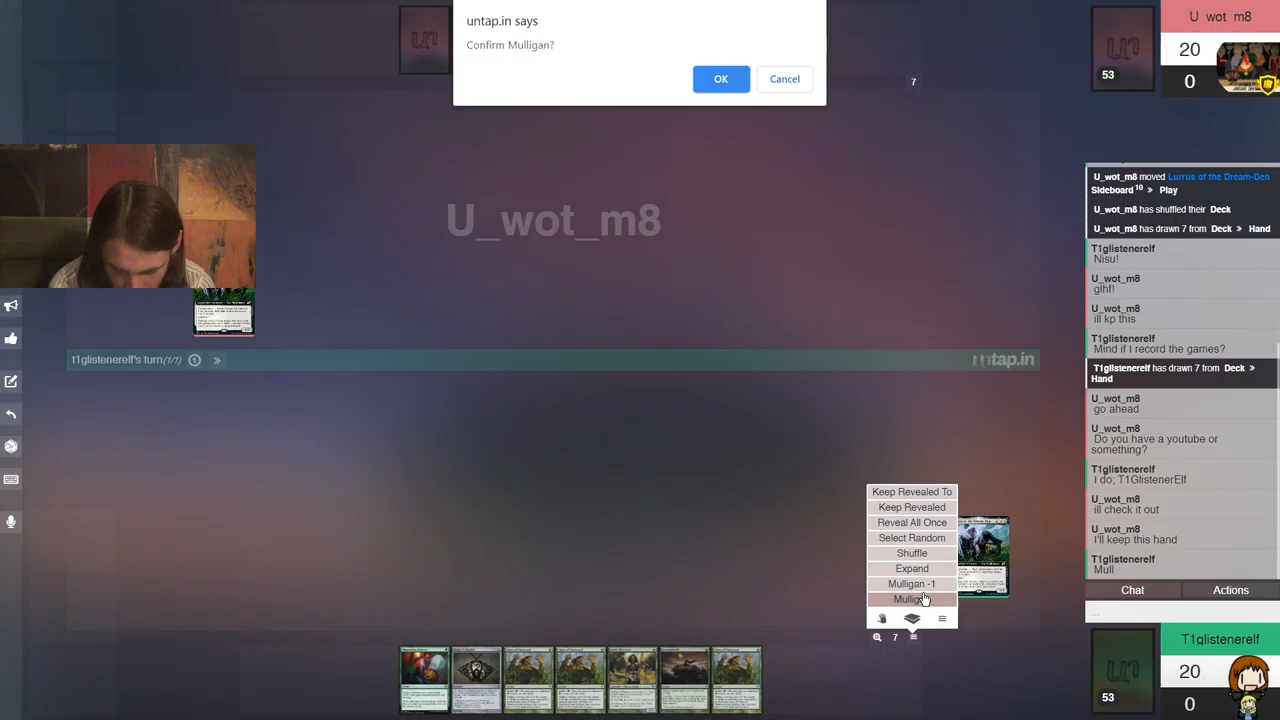 untap.in says
Confirm Mulligan?
OK
Cancel
7
53
U wot m8
20
0
U_wot_m8
U_wot_m8 moved Lurrus of the Dream-Den
Sideboard 10 » Play
U_wot_m8 has shuffled their Deck
U_wot_m8 has drawn 7 from Deck » Hand
T1glistenerelf
Nisu!
U_wot_m8
glhf!
U_wot_m8
ill kp this
T1glistenerelf
Mind if I record the games?
T1glistenerelf has drawn 7 from Deck »
Hand
U_wot_m8
go ahead
U_wot_m8
Do you have a youtube or
something?
T1glistenerelf
I do; T1GlistenerElf
U_wot_m8
ill check it out
U_wot_m8
I'll keep this hand
T1glistenerelf
Mull
Chat
Actions
...
t1glistenerelf's turn(1/1)
1
»
untap.in
Keep Revealed To
Keep Revealed
Reveal All Once
Select Random
Shuffle
Expand
Mulligan -1
7
T1glistenerelf
20
0